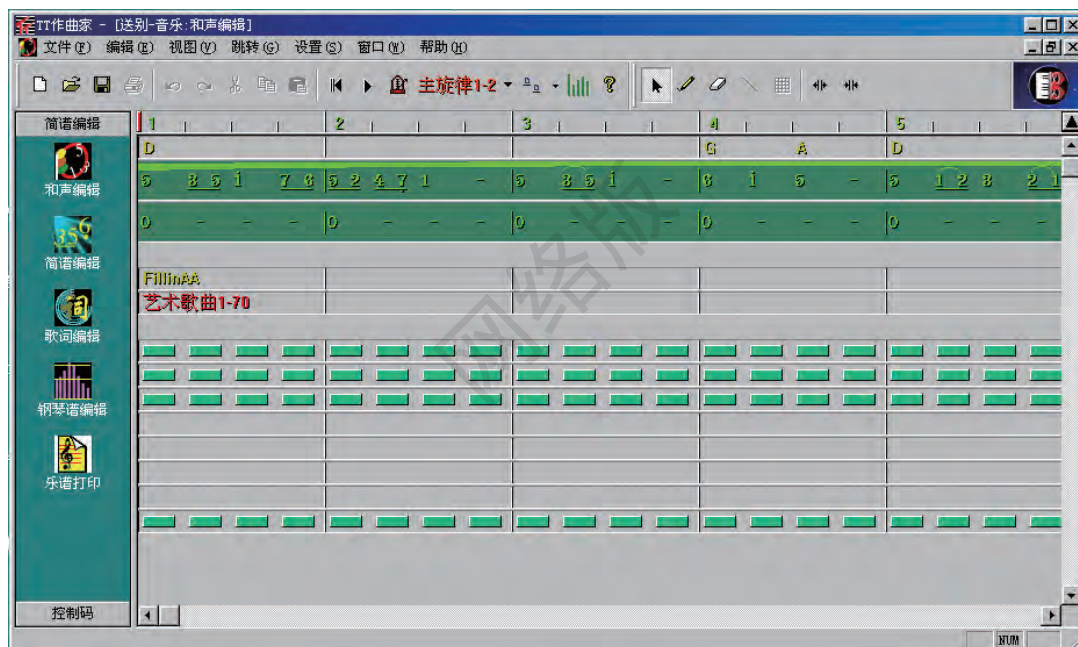 TT作曲家 - [送别-音乐:和声编辑]
文件(F) 编辑(E) 视图(V) 跳转(G) 设置(S) 窗口(W) 帮助(H)
主旋律1-2
简谱编辑
和声编辑
简谱编辑
歌词编辑
钢琴谱编辑
乐谱打印
控制码
1 2 3 4 5
D G A D
5 3 5 i 7 6 5 2 4 7 1 - 5 3 5 i - 6 i 5 - 5 1 2 3 2 1
0 - - - 0 - - - 0 - - - 0 - - - 0 - - -
FillinAA
艺术歌曲1-70
网络版
NUM